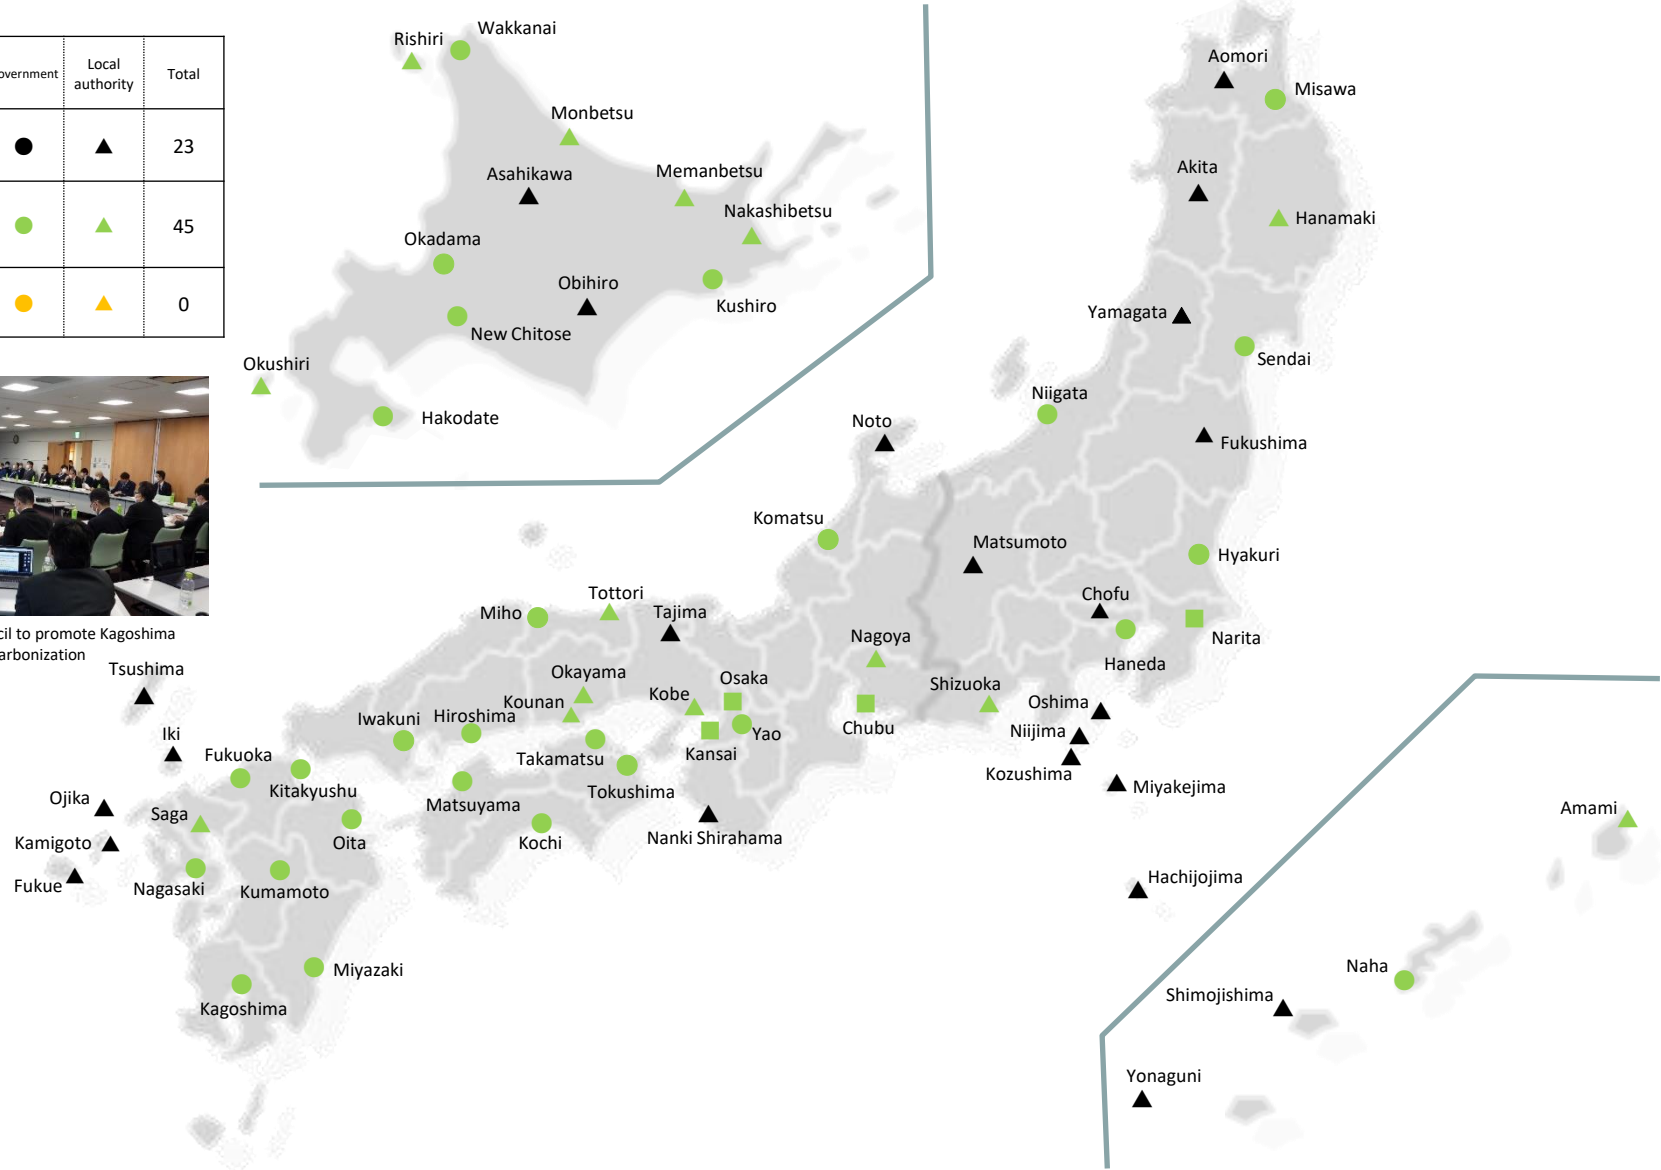 Local
authority
Total
23
45
0
Rishiri
Wakkanai
Monbetsu
Asahikawa
Memanbetsu
Nakashibetsu
Okadama
Obihiro
Kushiro
New Chitose
Okushiri
Hakodate
Aomori
Misawa
Akita
Hanamaki
Yamagata
Sendai
Niigata
Noto
Fukushima
Komatsu
Matsumoto
Hyakuri
Chofu
Tottori
Miho
Tajima
Narita
Haneda
Nagoya
to promote Kagoshima
Tsushima
Okayama
Osaka
Kounan
Kobe
Shizuoka
Oshima
Iwakuni
Hiroshima
Chubu
Yao
Niijima
Iki
Fukuoka
Takamatsu
Kansai
Kozushima
Kitakyushu
Tokushima
Miyakejima
Ojika
Saga
Matsuyama
Amami
Kamigoto
Oita
Kochi
Nanki Shirahama
Fukue
Nagasaki
Kumamoto
Hachijojima
Miyazaki
Naha
Kagoshima
Shimojishima
Yonaguni